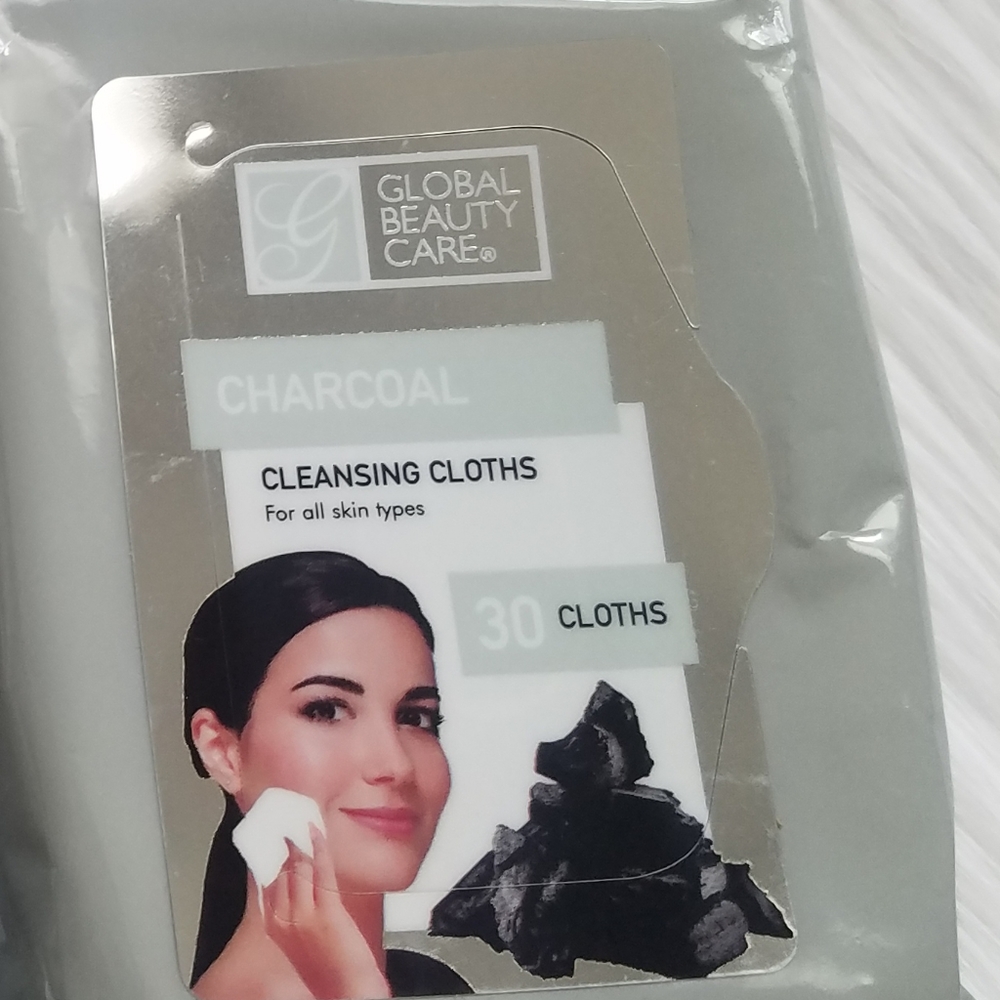 G
GLOBAL
BEAUTY
CARE®
CHARCOAL
CLEANSING CLOTHS
For all skin types
30 CLOTHS